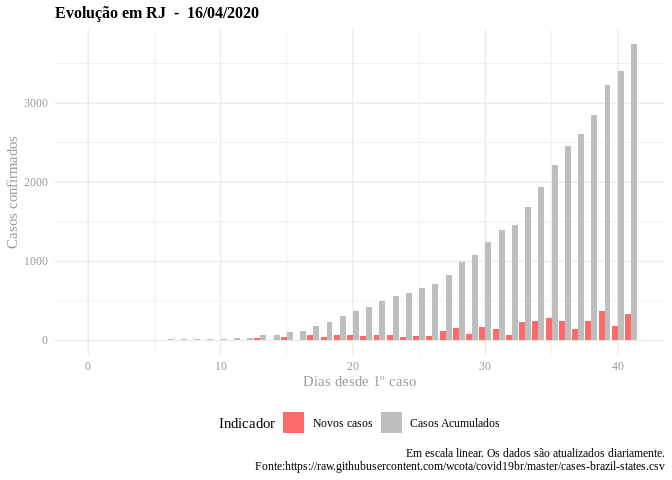 Evolução em RJ  -  16/04/2020
Casos confirmados
3000
2000
1000
0
0 10 20 30 40
Dias desde 1º caso
Indicador Novos casos Casos Acumulados
Em escala linear. Os dados são atualizados diariamente.
Fonte:https://raw.githubusercontent.com/wcota/covid19br/master/cases-brazil-states.csv